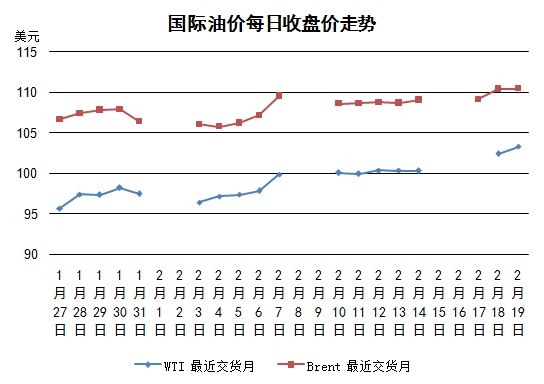 国际油价每日收盘价走势
美元
115
110
105
100
95
90
1月27日
1月28日
1月29日
1月30日
1月31日
2月1日
2月2日
2月3日
2月4日
2月5日
2月6日
2月7日
2月8日
2月9日
2月10日
2月11日
2月12日
2月13日
2月14日
2月15日
2月16日
2月17日
2月18日
2月19日
WTI 最近交货月
Brent 最近交货月